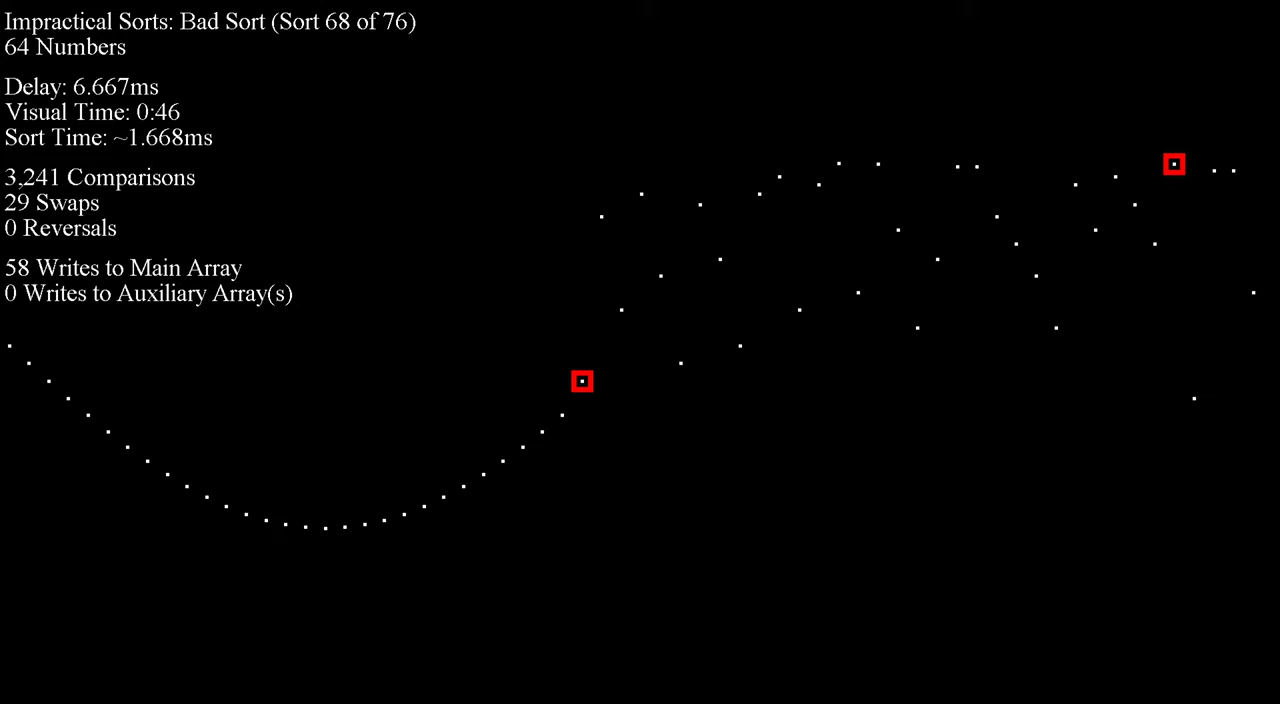 Impractical Sorts: Bad Sort (Sort 68 of 76)
64 Numbers
Delay: 6.667ms
Visual Time: 0:46
Sort Time: ~1.668ms
3,241 Comparisons
29 Swaps
0 Reversals
58 Writes to Main Array
0 Writes to Auxiliary Array(s)